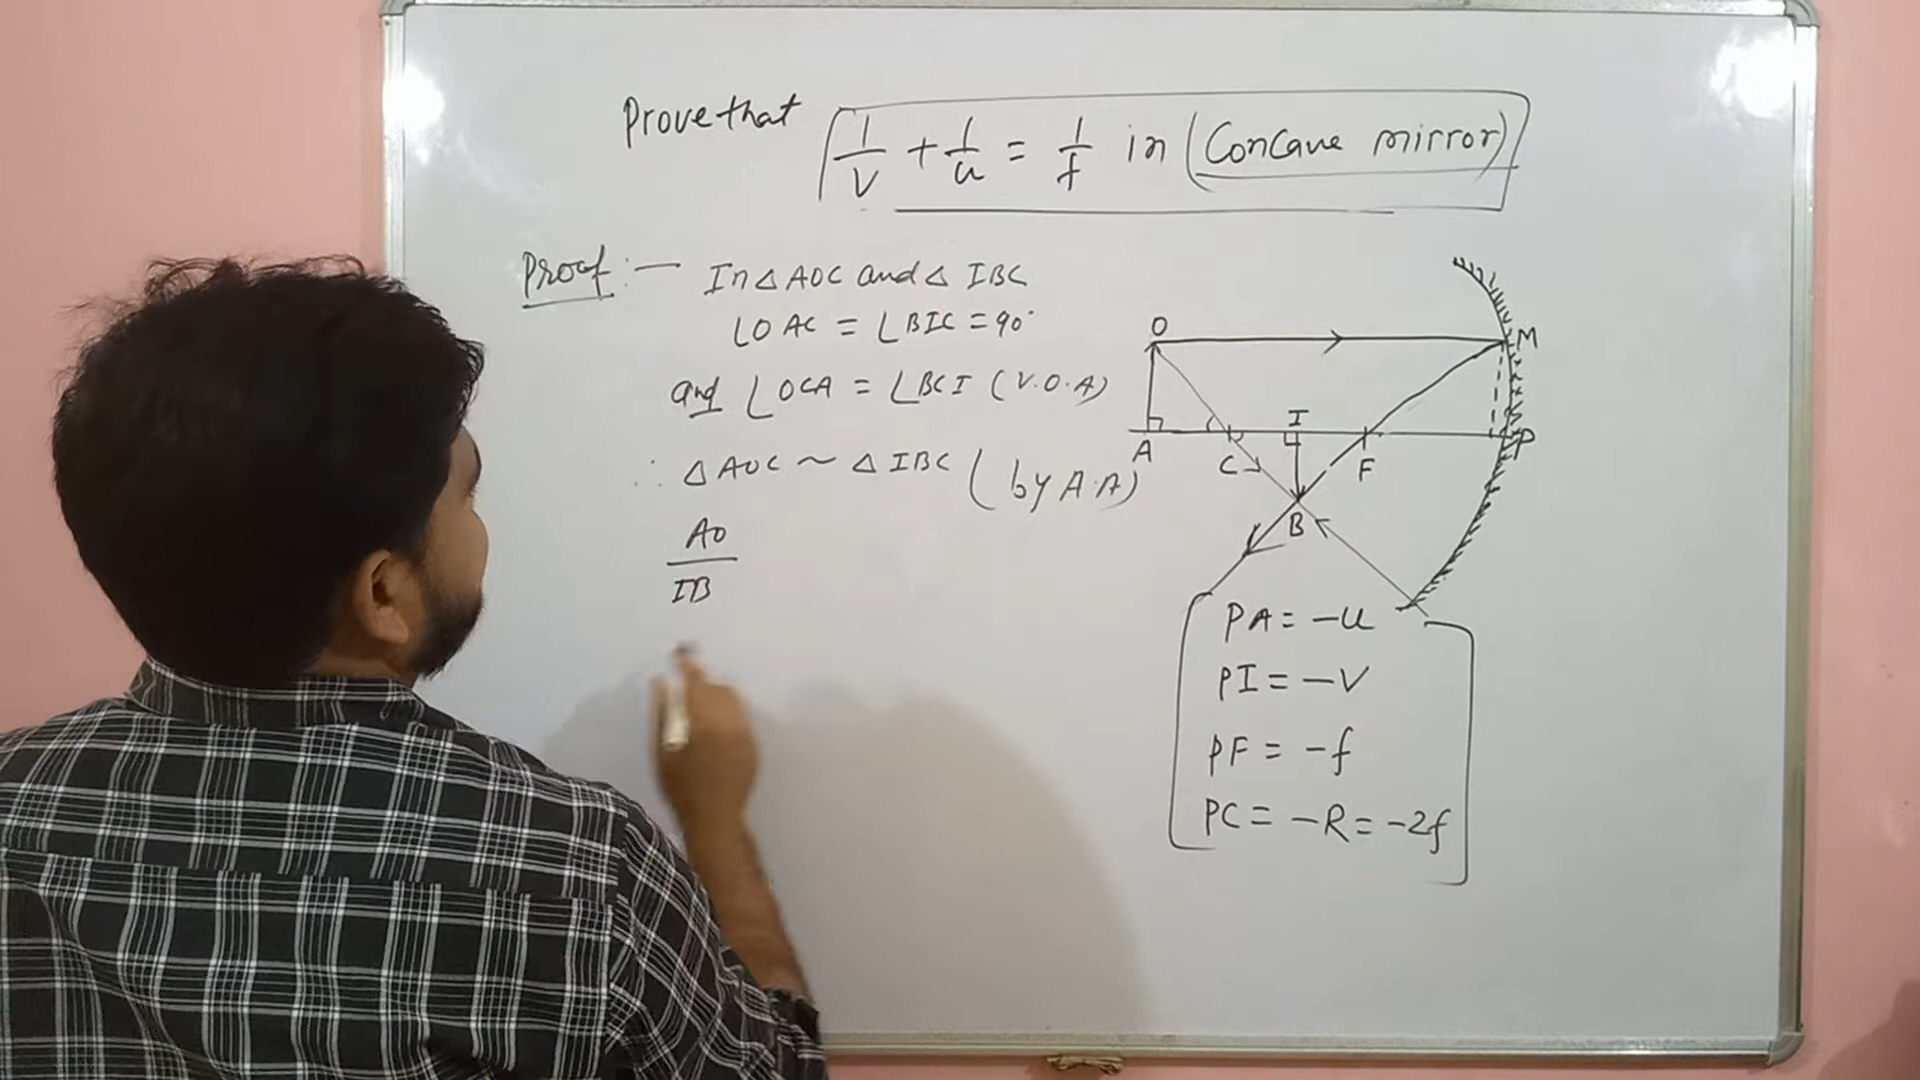 Prove that 1/v + 1/u = 1/f in (Concave mirror)
Proof :— In △ AOC and △ IBC
∠OAC = ∠BIC = 90°
and ∠OCA = ∠BCI (V.O.A)
∴ △ AOC ~ △ IBC (by A.A)
AO
IB
O
M
I
A
C
F
P
B
PA = -u
PI = -v
PF = -f
PC = -R = -2f